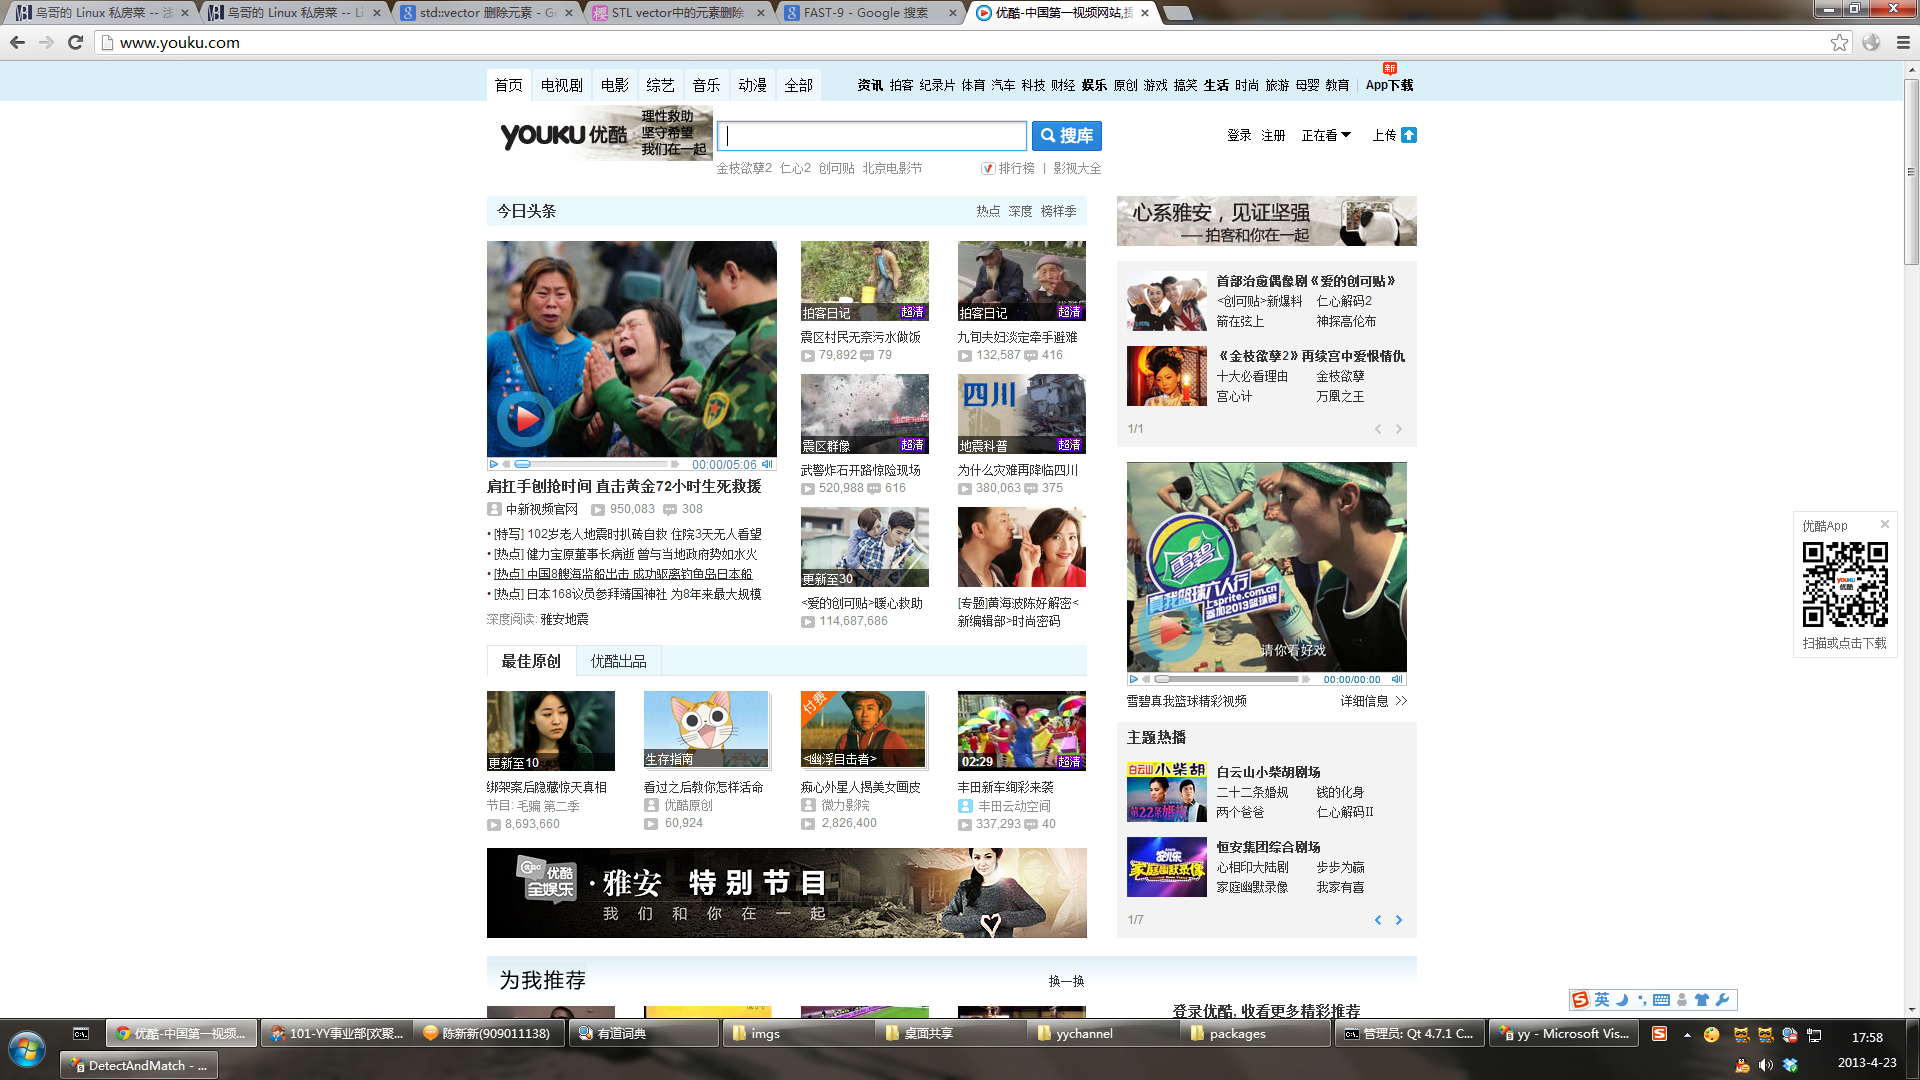 鸟哥的 Linux 私房菜 -- 浅
鸟哥的 Linux 私房菜 -- Li
std::vector 删除元素 - Go
STL vector中的元素删除
FAST-9 - Google 搜索
优酷-中国第一视频网站,提
www.youku.com
首页 电视剧 电影 综艺 音乐 动漫 全部
资讯 拍客 纪录片 体育 汽车 科技 财经 娱乐 原创 游戏 搞笑 生活 时尚 旅游 母婴 教育 App下载
新
YOUKU 优酷
理性救助
坚守希望
我们在一起
搜库
登录 注册 正在看 上传
金枝欲孽2 仁心2 创可贴 北京电影节
排行榜 | 影视大全
今日头条
热点 深度 榜样季
00:00/05:06
肩扛手刨抢时间 直击黄金72小时生死救援
中新视频官网 950,083 308
• [特写] 102岁老人地震时扒砖自救 住院3天无人看望
• [热点] 健力宝原董事长病逝 曾与当地政府势如水火
• [热点] 中国8艘海监船出击 成功驱离钓鱼岛日本船
• [热点] 日本168议员参拜靖国神社 为8年来最大规模
深度阅读: 雅安地震
拍客日记 超清
震区村民无奈污水做饭
79,892 79
拍客日记 超清
九旬夫妇淡定牵手避难
132,587 416
震区群像 超清
武警炸石开路惊险现场
520,988 616
四川
地震科普 超清
为什么灾难再降临四川
380,063 375
更新至30
<爱的创可贴>暖心救助
114,687,686
[专题]黄海波陈好解密<
新编辑部>时尚密码
心系雅安，见证坚强
——拍客和你在一起
首部治愈偶像剧《爱的创可贴》
<创可贴>新爆料 仁心解码2
箭在弦上 神探高伦布
《金枝欲孽2》再续宫中爱恨情仇
十大必看理由 金枝欲孽
宫心计 万凰之王
1/1
雪碧
真我篮球六人行
上sprite.com.cn
参加2013篮球赛
请你看好戏
00:00/00:00
雪碧真我篮球精彩视频 详细信息 >>
优酷App
YOUKU
优酷
扫描或点击下载
最佳原创 优酷出品
更新至10
绑架案后隐藏惊天真相
节目: 毛骗 第二季
8,693,660
生存指南
看过之后教你怎样活命
优酷原创
60,924
付费
<幽浮目击者>
痴心外星人揭美女画皮
微力影院
2,826,400
02:29 超清
丰田新车绚彩来袭
丰田云动空间
337,293 40
主题热播
白云山小柴胡
第22条婚规
白云山小柴胡剧场
二十二条婚规 钱的化身
两个爸爸 仁心解码II
家庭幽默录像
恒安集团综合剧场
心相印大陆剧 步步为赢
家庭幽默录像 我家有喜
1/7
优酷
全娱乐
·雅安 特别节目
我们和你在一起
为我推荐 换一换
登录优酷, 收看更多精彩推荐
英
优酷-中国第一视频...
101-YY事业部[欢聚...
陈新新(909011138)
有道词典
imgs
桌面共享
yychannel
packages
管理员: Qt 4.7.1 C...
yy - Microsoft Vis...
17:58
DetectAndMatch - ...
2013-4-23